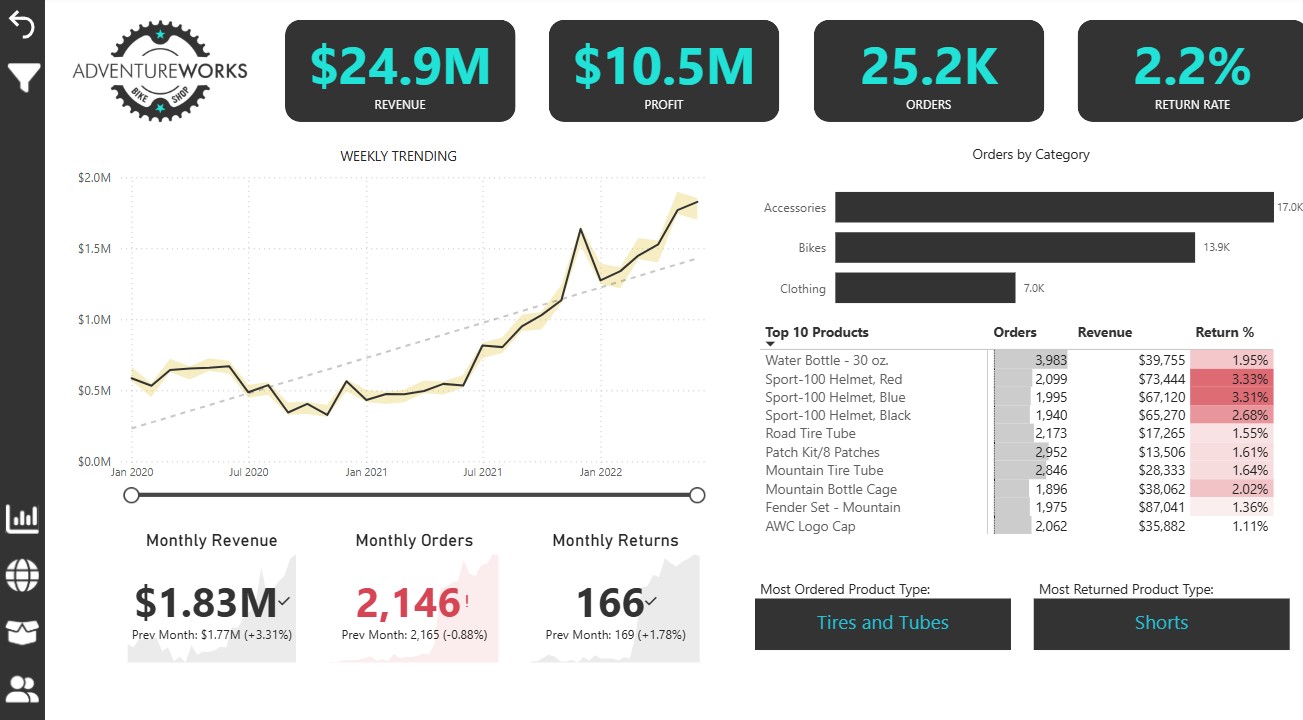 ADVENTUREWORKS
BIKE SHOP
$24.9M
REVENUE
$10.5M
PROFIT
25.2K
ORDERS
2.2%
RETURN RATE
WEEKLY TRENDING
$2.0M
$1.5M
$1.0M
$0.5M
$0.0M
Jan 2020 Jul 2020 Jan 2021 Jul 2021 Jan 2022
Orders by Category
Accessories 17.0K
Bikes 13.9K
Clothing 7.0K
Top 10 Products Orders Revenue Return %
Water Bottle - 30 oz. 3,983 $39,755 1.95%
Sport-100 Helmet, Red 2,099 $73,444 3.33%
Sport-100 Helmet, Blue 1,995 $67,120 3.31%
Sport-100 Helmet, Black 1,940 $65,270 2.68%
Road Tire Tube 2,173 $17,265 1.55%
Patch Kit/8 Patches 2,952 $13,506 1.61%
Mountain Tire Tube 2,846 $28,333 1.64%
Mountain Bottle Cage 1,896 $38,062 2.02%
Fender Set - Mountain 1,975 $87,041 1.36%
AWC Logo Cap 2,062 $35,882 1.11%
Monthly Revenue
$1.83M
Prev Month: $1.77M (+3.31%)
Monthly Orders
2,146!
Prev Month: 2,165 (-0.88%)
Monthly Returns
166
Prev Month: 169 (+1.78%)
Most Ordered Product Type:
Tires and Tubes
Most Returned Product Type:
Shorts